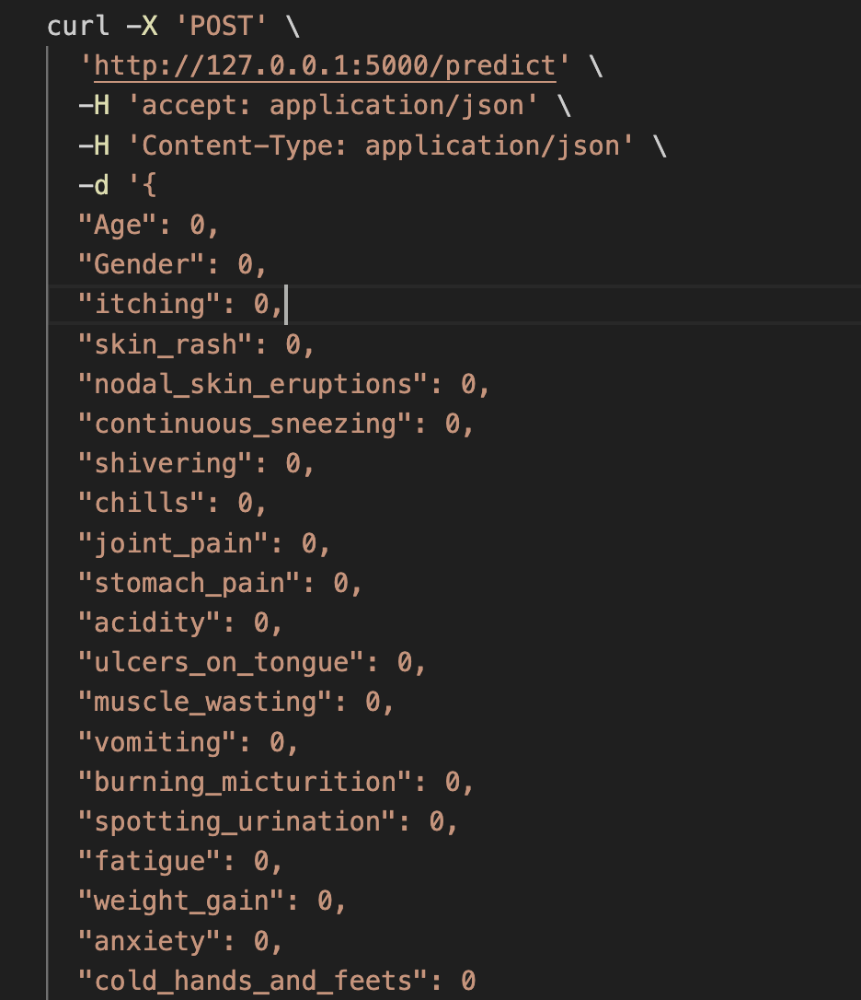 curl -X 'POST' \
'http://127.0.0.1:5000/predict' \
-H 'accept: application/json' \
-H 'Content-Type: application/json' \
-d '{
"Age": 0,
"Gender": 0,
"itching": 0,
"skin_rash": 0,
"nodal_skin_eruptions": 0,
"continuous_sneezing": 0,
"shivering": 0,
"chills": 0,
"joint_pain": 0,
"stomach_pain": 0,
"acidity": 0,
"ulcers_on_tongue": 0,
"muscle_wasting": 0,
"vomiting": 0,
"burning_micturition": 0,
"spotting_urination": 0,
"fatigue": 0,
"weight_gain": 0,
"anxiety": 0,
"cold_hands_and_feets": 0